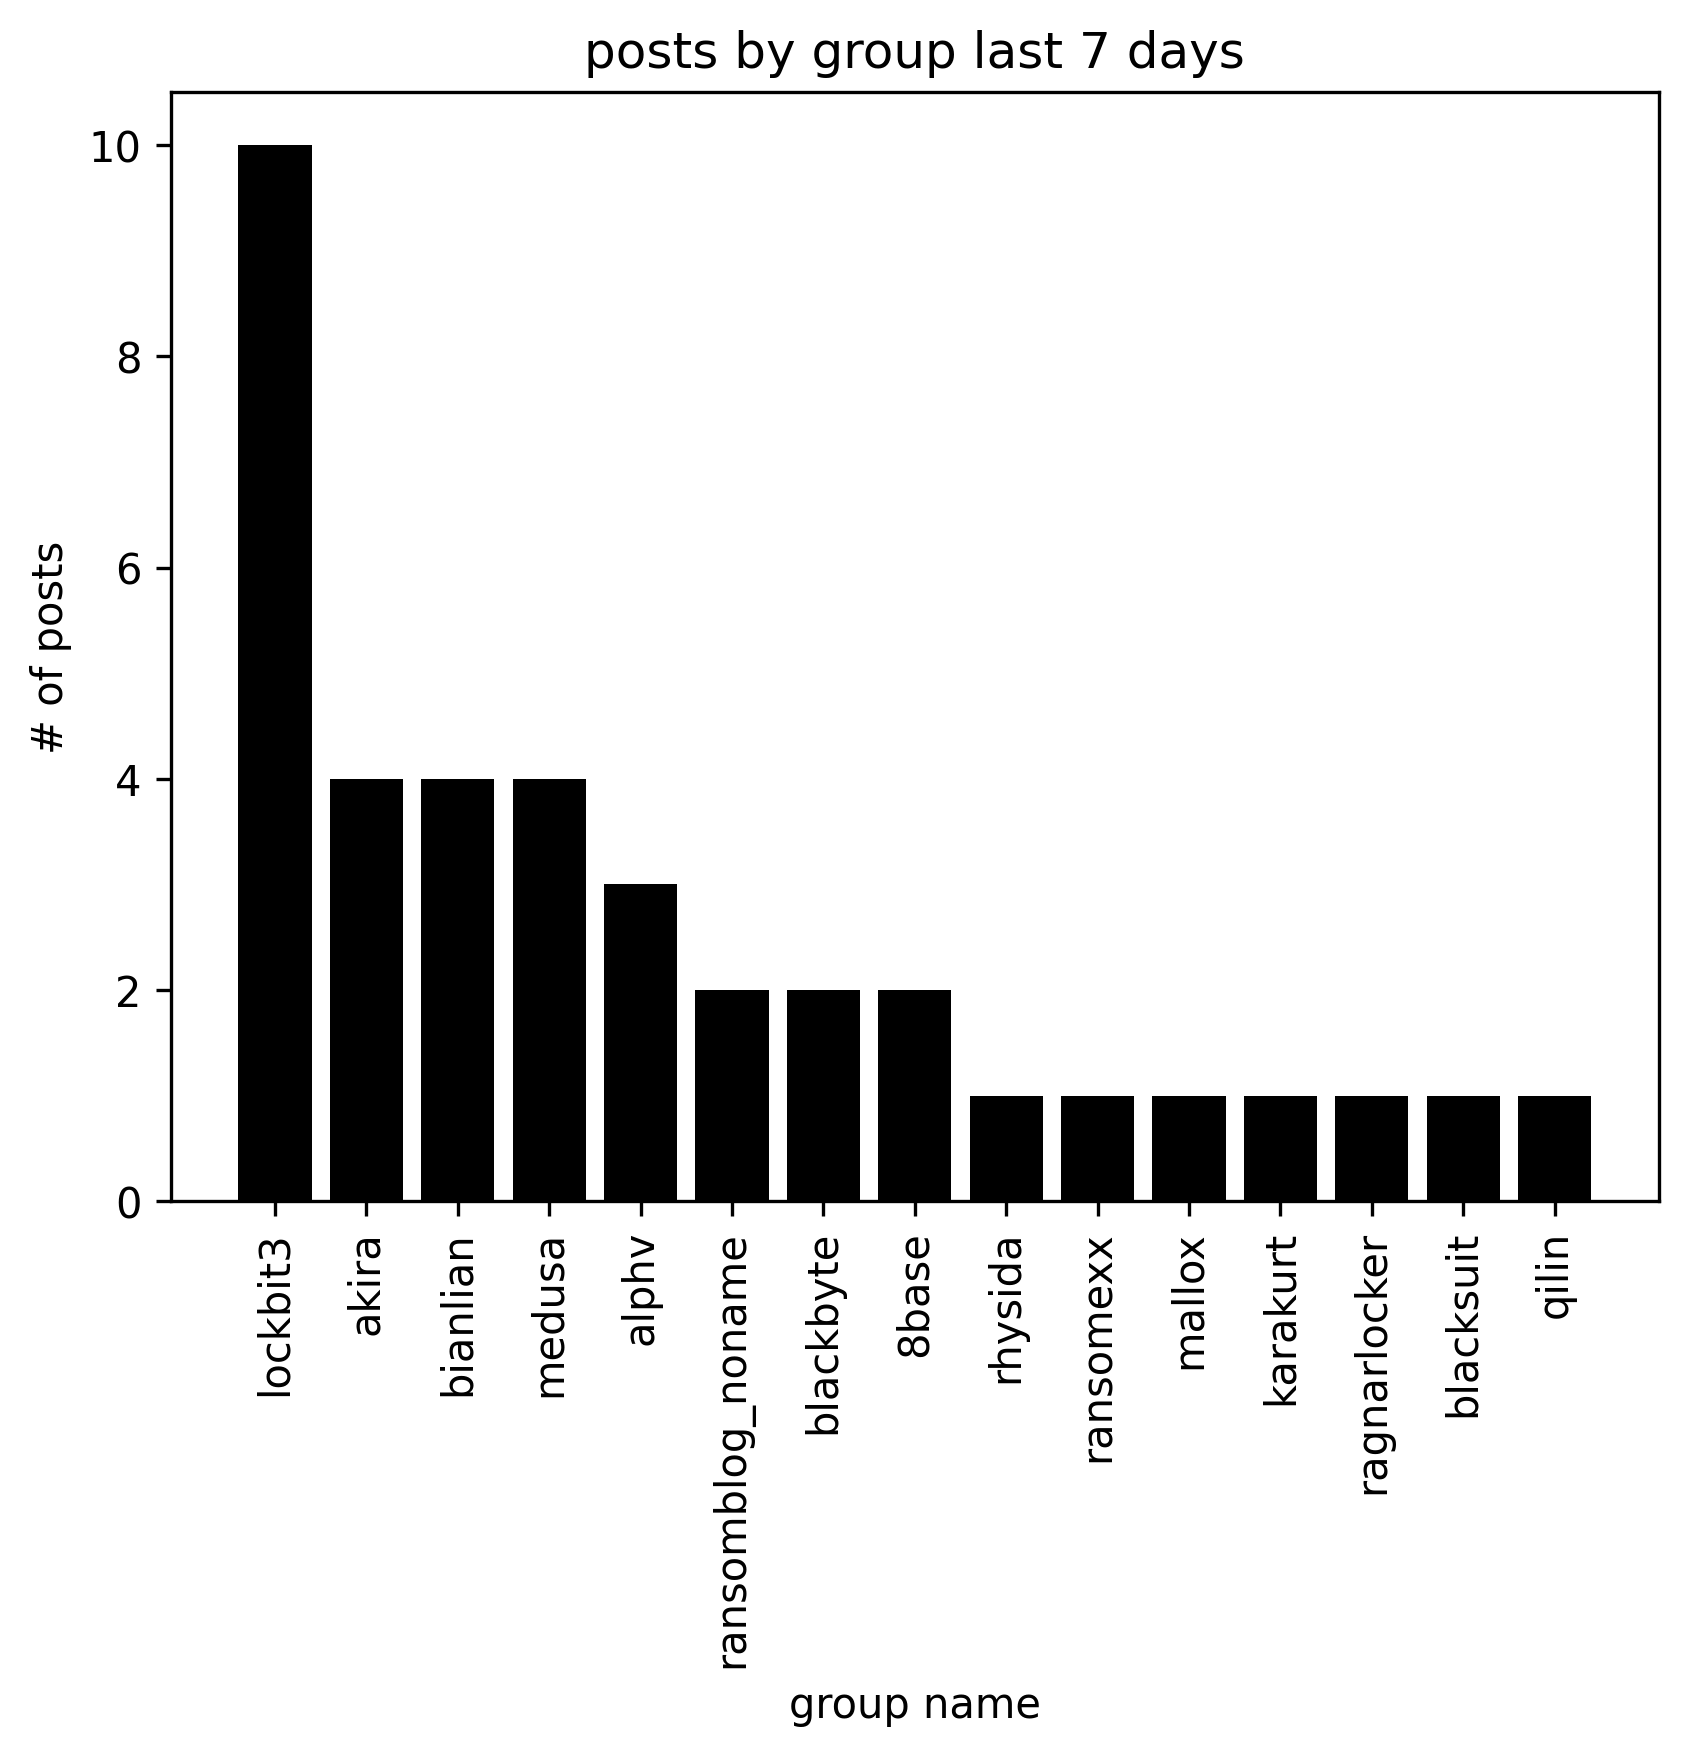 posts by group last 7 days
10
8
6
4
2
0
# of posts
lockbit3
akira
bianlian
medusa
alphv
ransomblog_noname
blackbyte
8base
rhysida
ransomexx
mallox
karakurt
ragnarlocker
blacksuit
qilin
group name